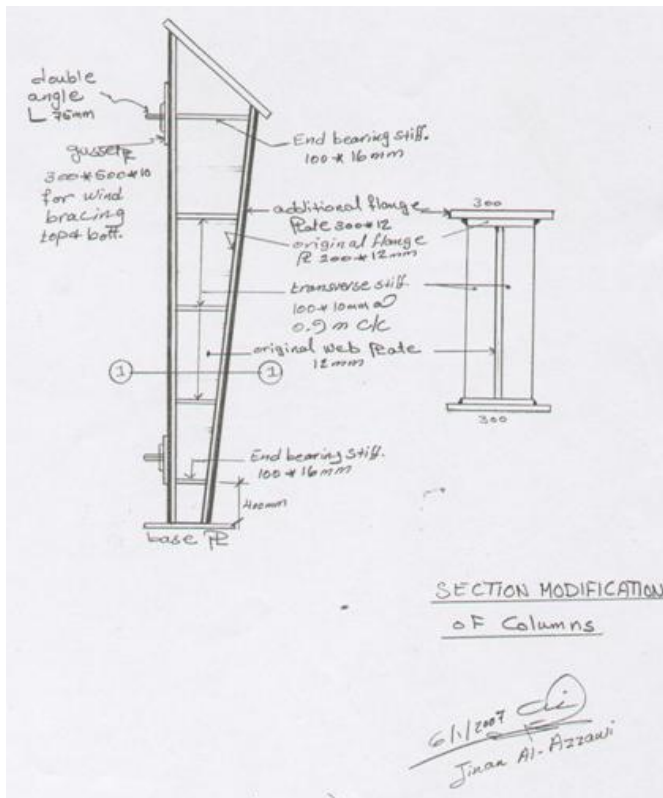 double
angle
L 75mm
gusset PL
300*500*10
for wind
bracing
top & bott.
End bearing stiff.
100 * 16mm
additional flange
Plate 300*12
original flange
PL 200*12mm
transverse stiff.
100*10mm @
0.9 m c/c
original web Plate
12mm
1
1
End bearing stiff.
100 * 16mm
400mm
base PL
300
300
SECTION MODIFICATION
OF Columns
6/1/2007
Jinan Al-Azzawi